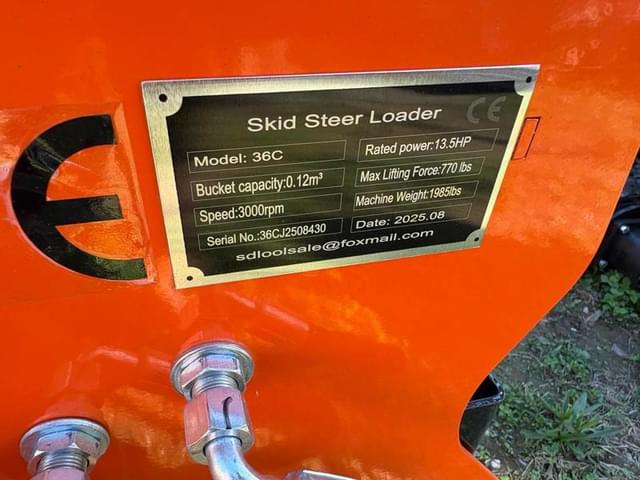 Skid Steer Loader
CE
Model: 36C
Rated power:13.5HP
Bucket capacity:0.12m³
Max Lifting Force:770 lbs
Speed:3000rpm
Machine Weight:1985lbs
Serial No.:36CJ2508430
Date: 2025.08
sdloolsale@foxmail.com
E